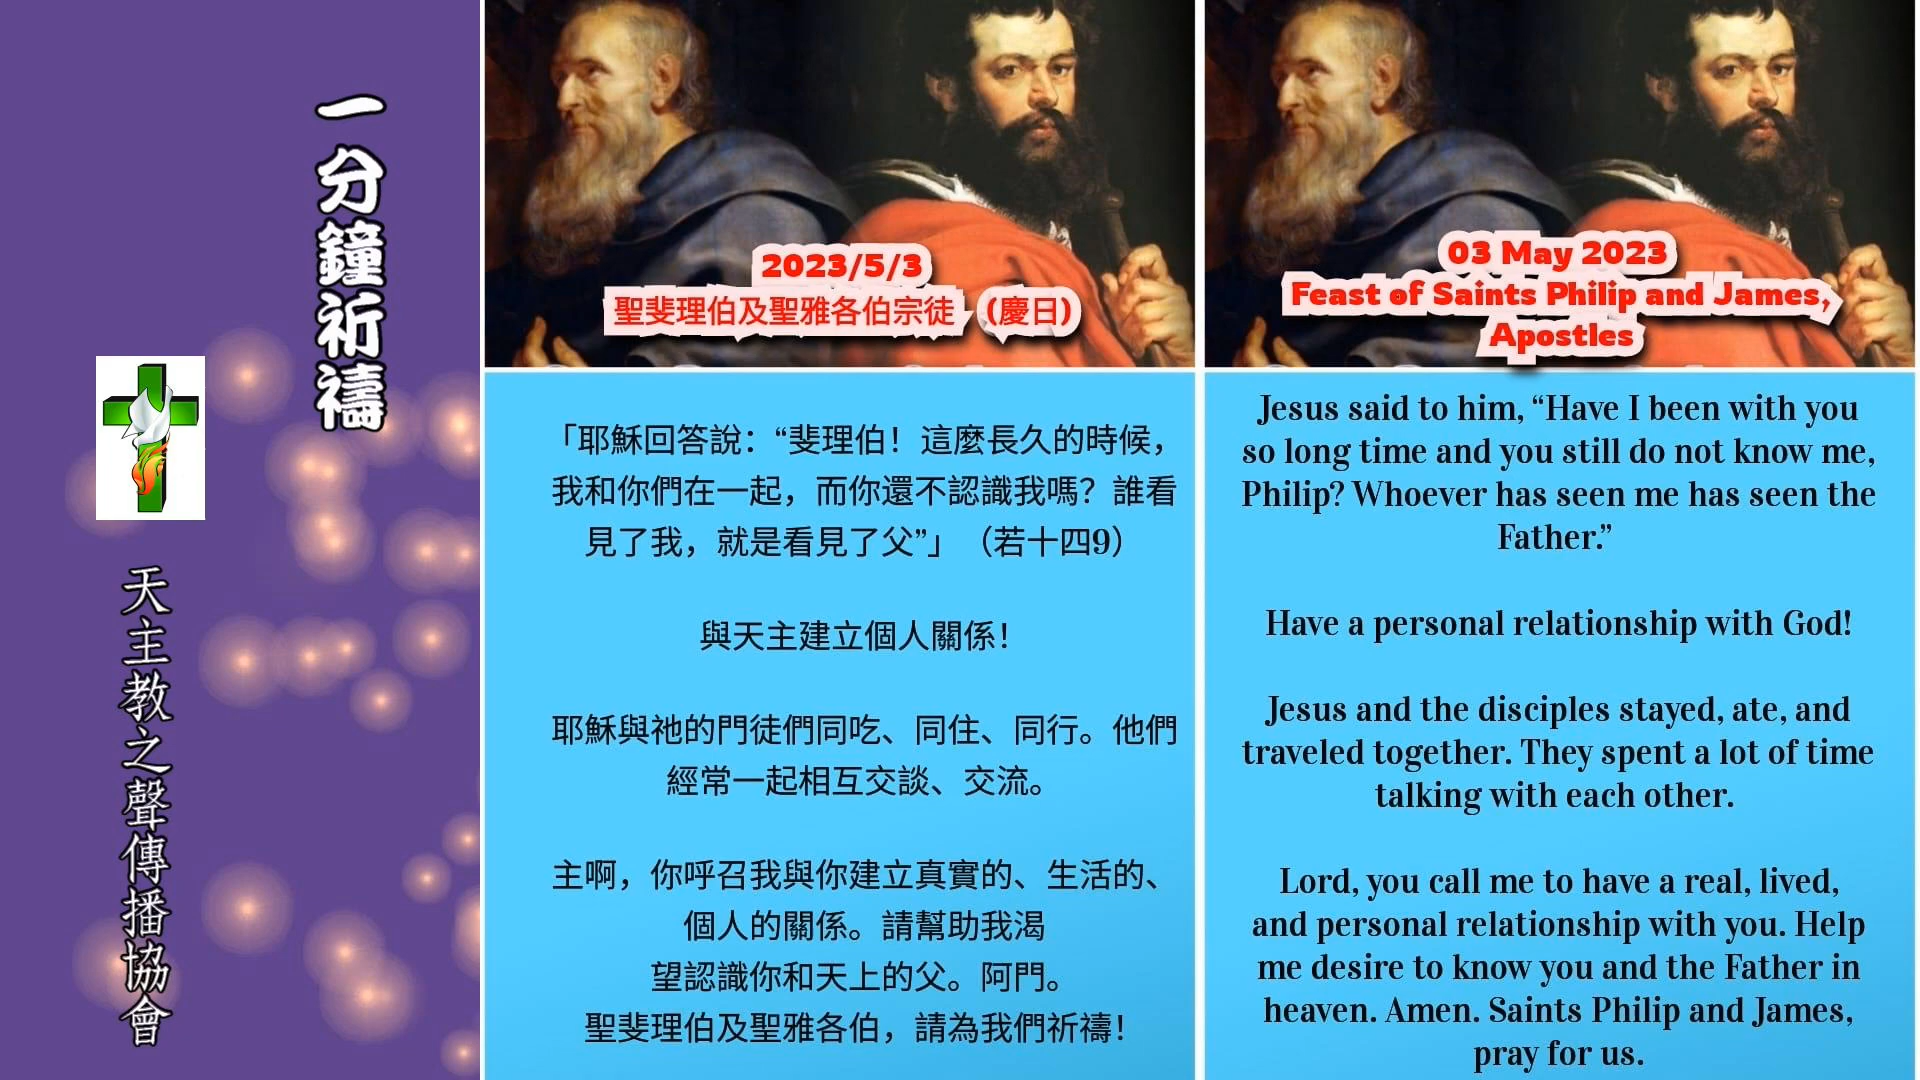 一分鐘祈禱
天主教之聲傳播協會
2023/5/3
聖斐理伯及聖雅各伯宗徒 (慶日)
「耶穌回答說：“斐理伯！這麼長久的時候，
我和你們在一起，而你還不認識我嗎？誰看
見了我，就是看見了父”」（若十四9）
與天主建立個人關係！
耶穌與祂的門徒們同吃、同住、同行。他們
經常一起相互交談、交流。
主啊，你呼召我與你建立真實的、生活的、
個人的關係。請幫助我渴
望認識你和天上的父。阿門。
聖斐理伯及聖雅各伯，請為我們祈禱！
03 May 2023
Feast of Saints Philip and James,
Apostles
Jesus said to him, “Have I been with you
so long time and you still do not know me,
Philip? Whoever has seen me has seen the
Father.”
Have a personal relationship with God!
Jesus and the disciples stayed, ate, and
traveled together. They spent a lot of time
talking with each other.
Lord, you call me to have a real, lived,
and personal relationship with you. Help
me desire to know you and the Father in
heaven. Amen. Saints Philip and James,
pray for us.